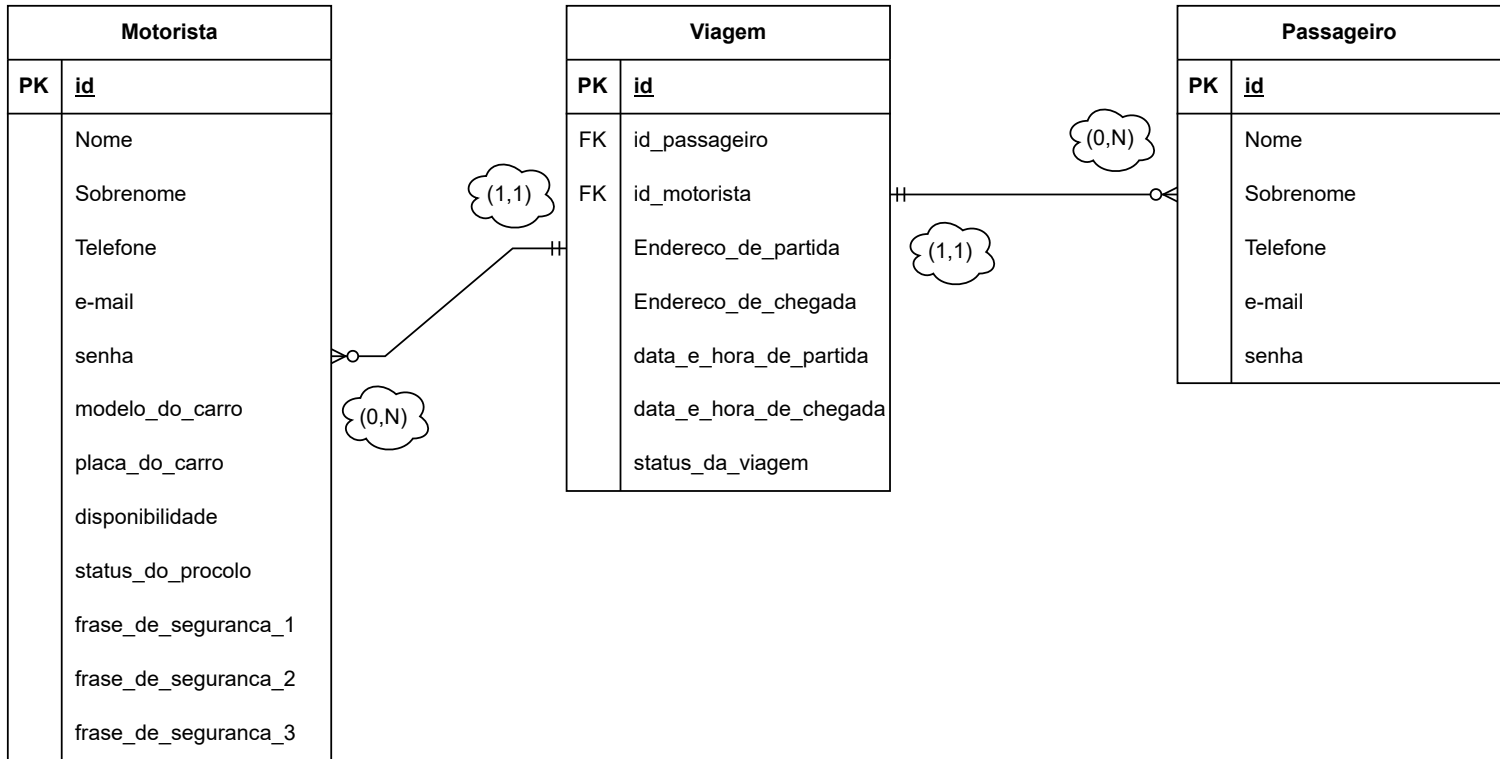 Motorista
PK id
Nome
Sobrenome
Telefone
e-mail
senha
modelo_do_carro
placa_do_carro
disponibilidade
status_do_procolo
frase_de_seguranca_1
frase_de_seguranca_2
frase_de_seguranca_3
(1,1)
(0,N)
Viagem
PK id
FK id_passageiro
FK id_motorista
Endereco_de_partida
Endereco_de_chegada
data_e_hora_de_partida
data_e_hora_de_chegada
status_da_viagem
(0,N)
(1,1)
Passageiro
PK id
Nome
Sobrenome
Telefone
e-mail
senha